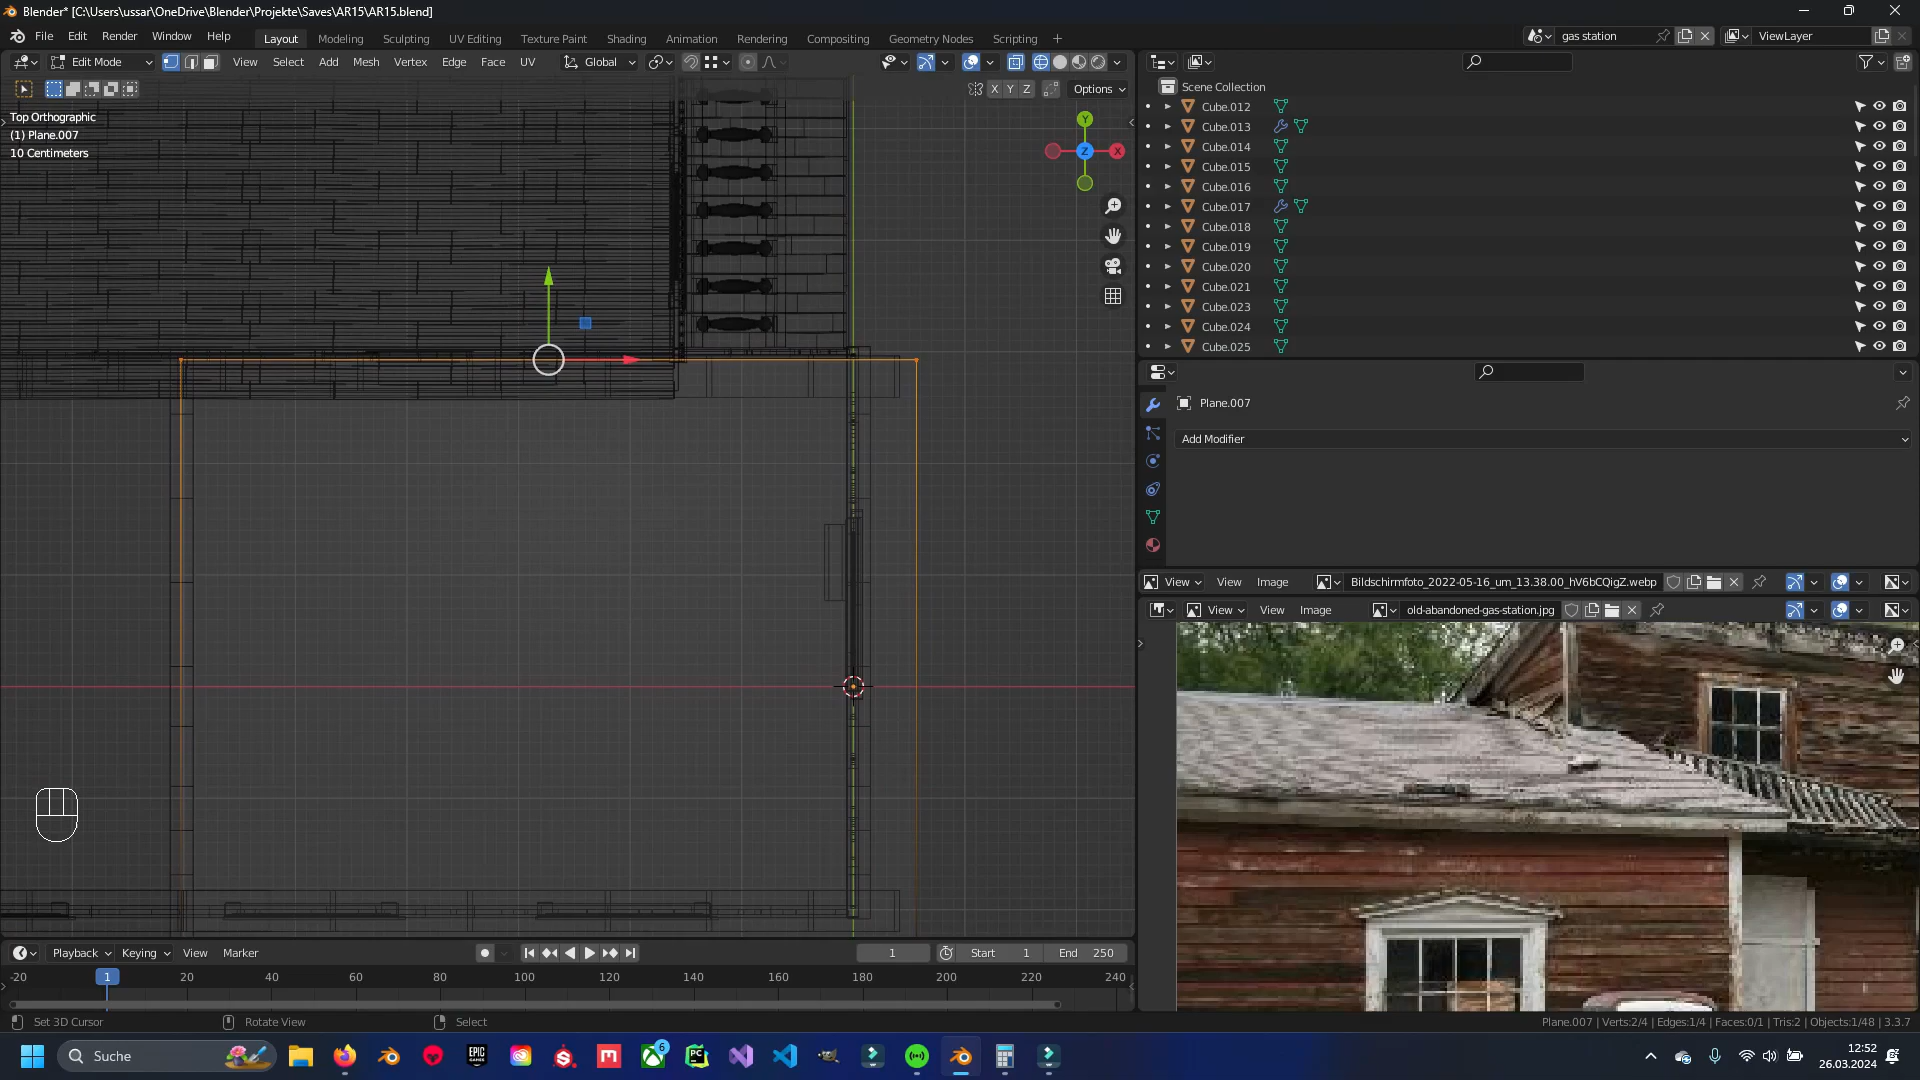 Blender* [C:\Users\ussar\OneDrive\Blender\Projekte\Saves\AR15\AR15.blend]
File Edit Render Window Help Layout Modeling Sculpting UV Editing Texture Paint Shading Animation Rendering Compositing Geometry Nodes Scripting + gas station ViewLayer
Edit Mode View Select Add Mesh Vertex Edge Face UV Global
X Y Z Options
Top Orthographic
(1) Plane.007
10 Centimeters
Y
Z X
Scene Collection
Cube.012
Cube.013
Cube.014
Cube.015
Cube.016
Cube.017
Cube.018
Cube.019
Cube.020
Cube.021
Cube.023
Cube.024
Cube.025
Plane.007
Add Modifier
View View Image Bildschirmfoto_2022-05-16_um_13.38.00_hV6bCQigZ.webp
View View Image old-abandoned-gas-station.jpg
Playback Keying View Marker 1 Start 1 End 250
-20 1 20 40 60 80 100 120 140 160 180 200 220 240
Set 3D Cursor Rotate View Select Plane.007 | Verts:2/4 | Edges:1/4 | Faces:0/1 | Tris:2 | Objects:1/48 | 3.3.7
Suche EPIC GAMES 6 PC 12:52
26.03.2024